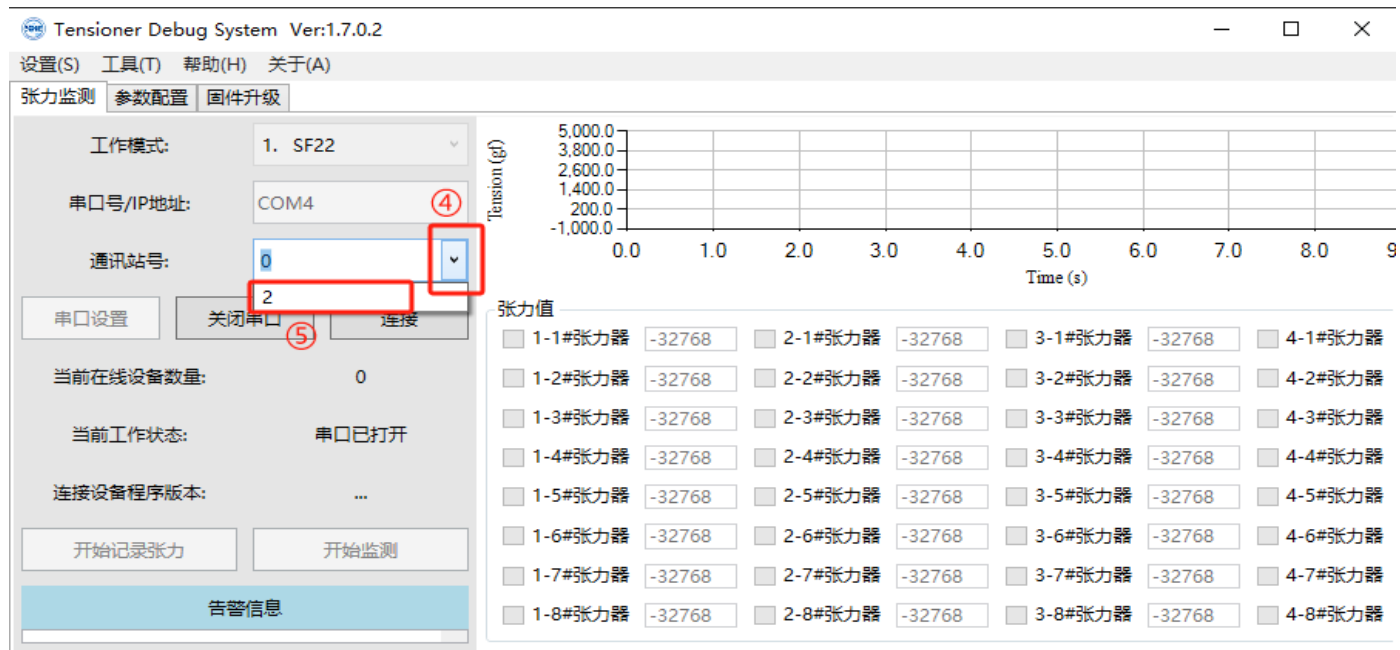 Tensioner Debug System Ver:1.7.0.2
设置(S) 工具(T) 帮助(H) 关于(A)
张力监测 参数配置 固件升级
工作模式: 1. SF22
串口号/IP地址: COM4 ④
通讯站号: 0
2
串口设置 关闭串口 连接
⑤
当前在线设备数量: 0
当前工作状态: 串口已打开
连接设备程序版本: ...
开始记录张力 开始监测
告警信息
Tension (gf)
5,000.0
3,800.0
2,600.0
1,400.0
200.0
-1,000.0
0.0 1.0 2.0 3.0 4.0 5.0 6.0 7.0 8.0 9
Time (s)
张力值
1-1#张力器 -32768 2-1#张力器 -32768 3-1#张力器 -32768 4-1#张力器
1-2#张力器 -32768 2-2#张力器 -32768 3-2#张力器 -32768 4-2#张力器
1-3#张力器 -32768 2-3#张力器 -32768 3-3#张力器 -32768 4-3#张力器
1-4#张力器 -32768 2-4#张力器 -32768 3-4#张力器 -32768 4-4#张力器
1-5#张力器 -32768 2-5#张力器 -32768 3-5#张力器 -32768 4-5#张力器
1-6#张力器 -32768 2-6#张力器 -32768 3-6#张力器 -32768 4-6#张力器
1-7#张力器 -32768 2-7#张力器 -32768 3-7#张力器 -32768 4-7#张力器
1-8#张力器 -32768 2-8#张力器 -32768 3-8#张力器 -32768 4-8#张力器